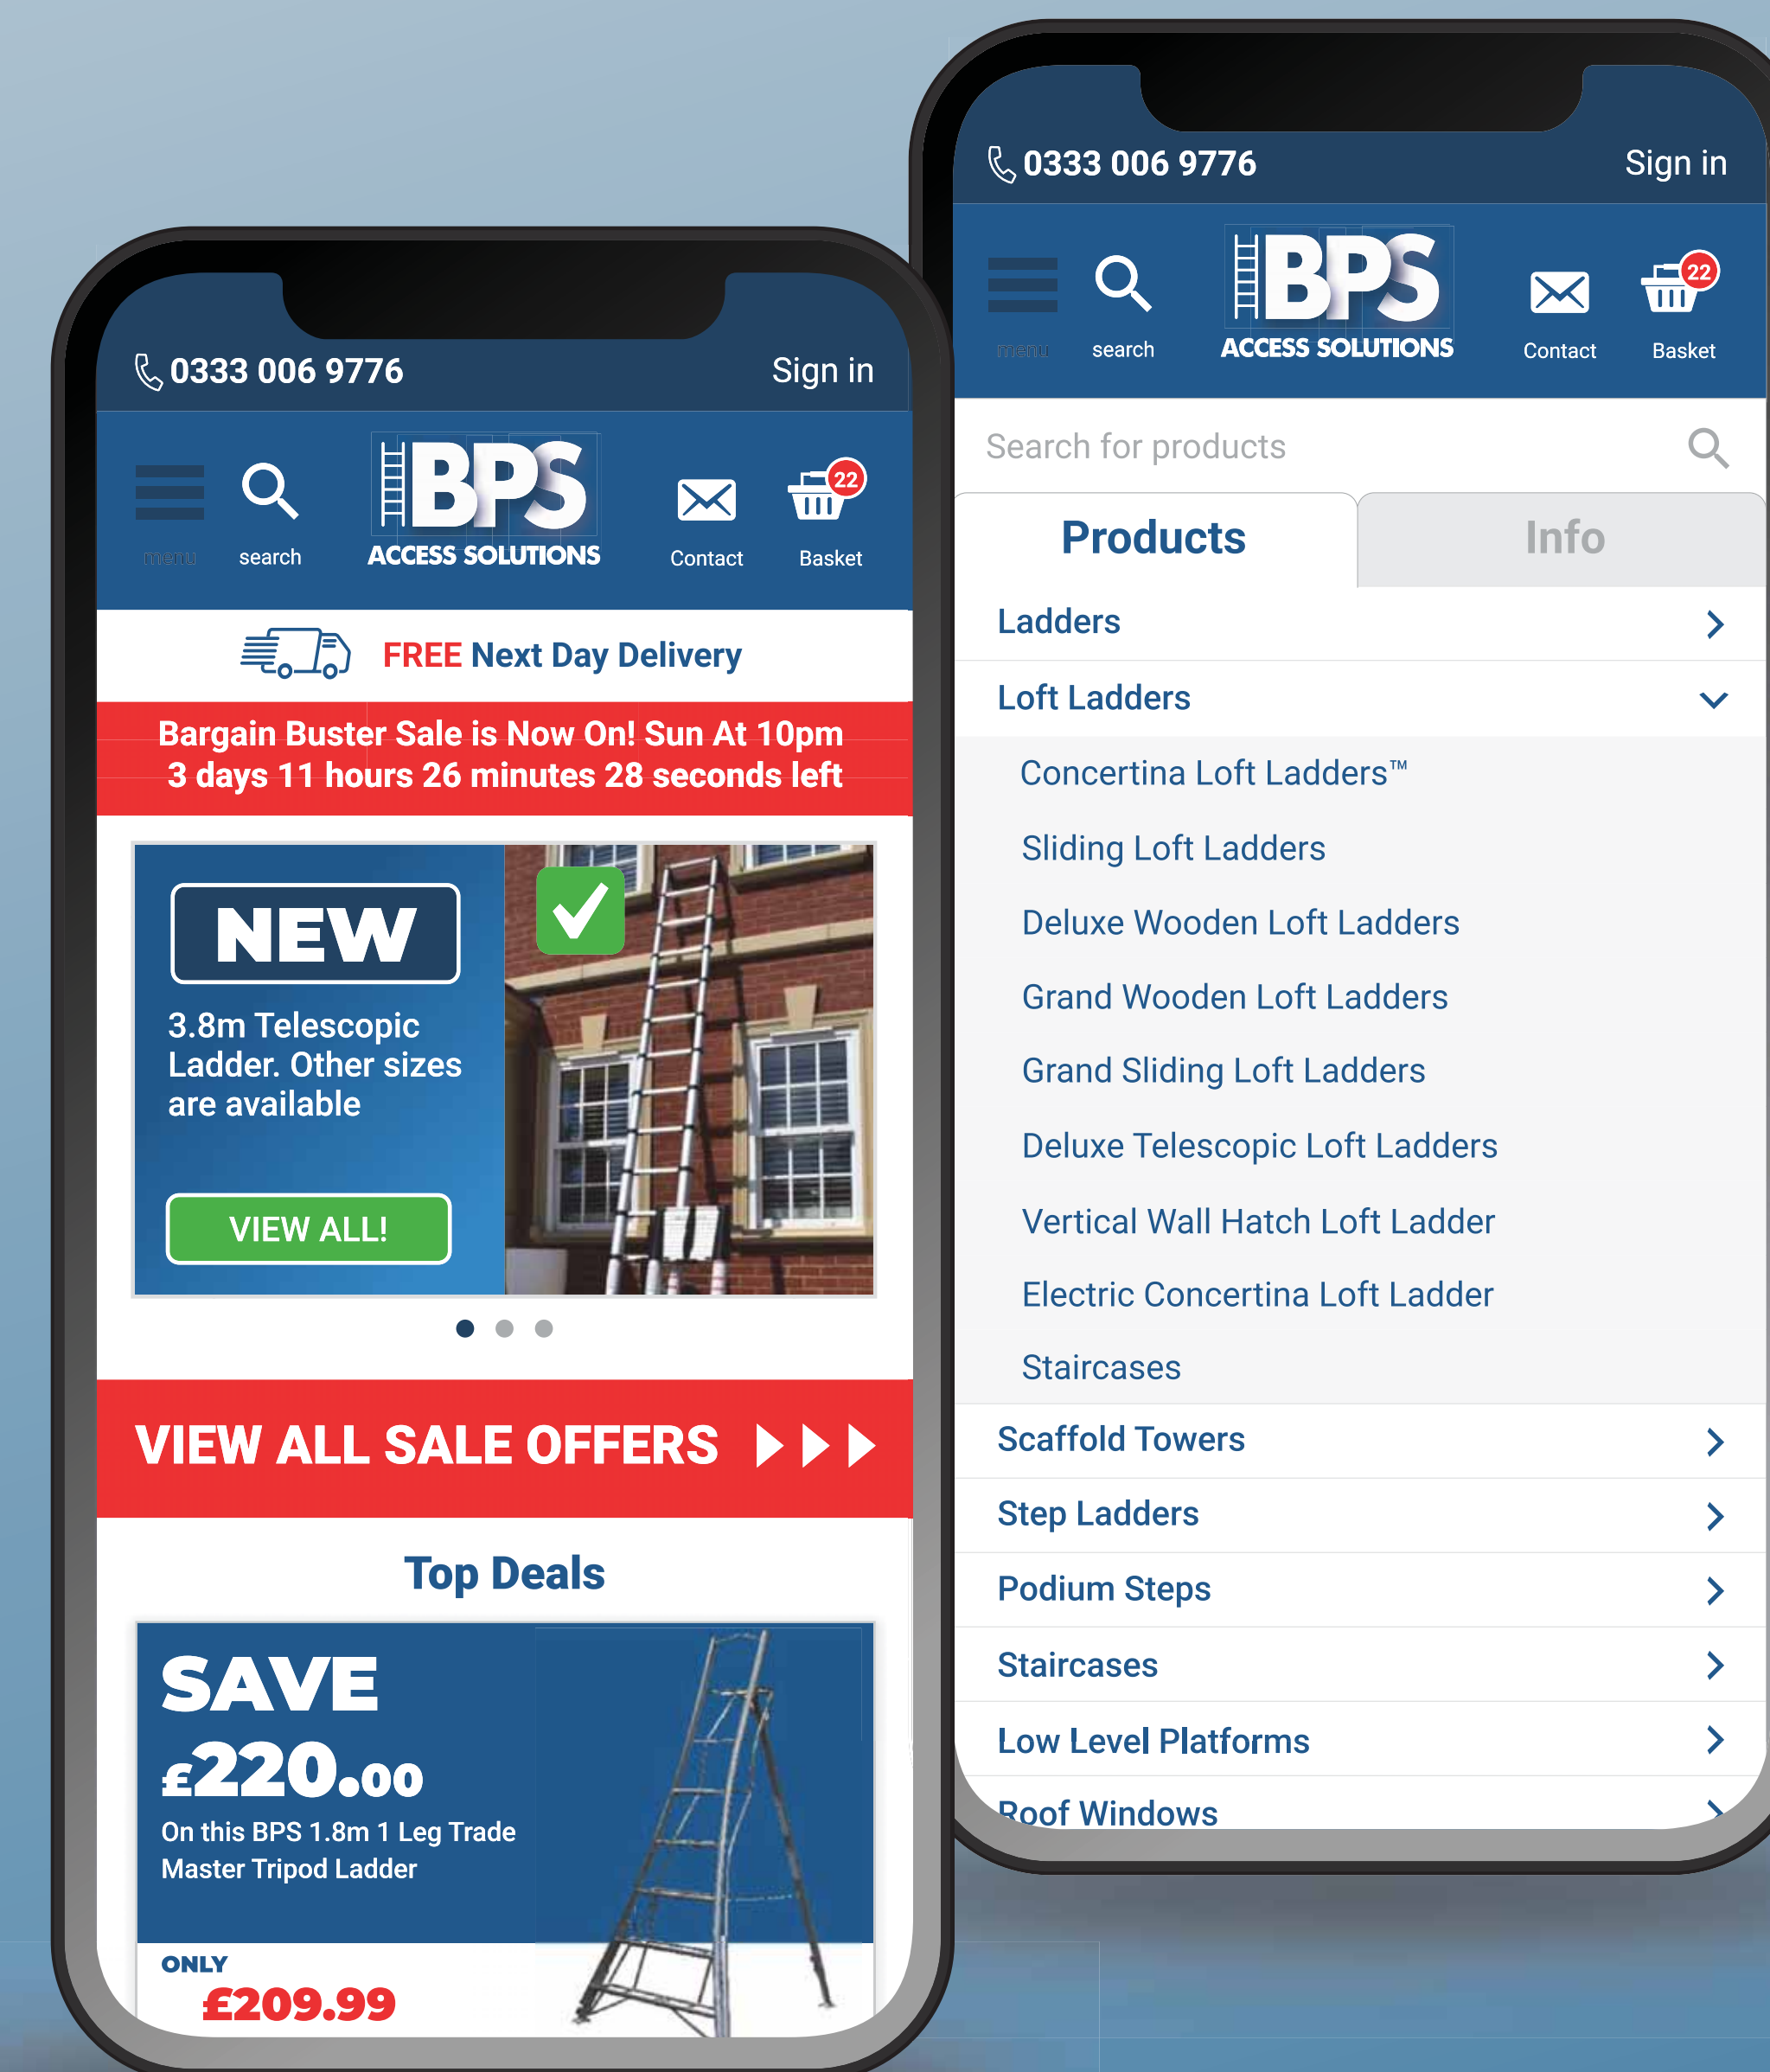 0333 006 9776 Sign in
menu search BPS Contact Basket 22
ACCESS SOLUTIONS
FREE Next Day Delivery
Bargain Buster Sale is Now On! Sun At 10pm
3 days 11 hours 26 minutes 28 seconds left
NEW
3.8m Telescopic
Ladder. Other sizes
are available
VIEW ALL!
VIEW ALL SALE OFFERS
Top Deals
SAVE
£220.00
On this BPS 1.8m 1 Leg Trade
Master Tripod Ladder
ONLY
£209.99
0333 006 9776 Sign in
menu search BPS Contact Basket 22
ACCESS SOLUTIONS
Search for products
Products Info
Ladders
Loft Ladders
Concertina Loft Ladders™
Sliding Loft Ladders
Deluxe Wooden Loft Ladders
Grand Wooden Loft Ladders
Grand Sliding Loft Ladders
Deluxe Telescopic Loft Ladders
Vertical Wall Hatch Loft Ladder
Electric Concertina Loft Ladder
Staircases
Scaffold Towers
Step Ladders
Podium Steps
Staircases
Low Level Platforms
Roof Windows